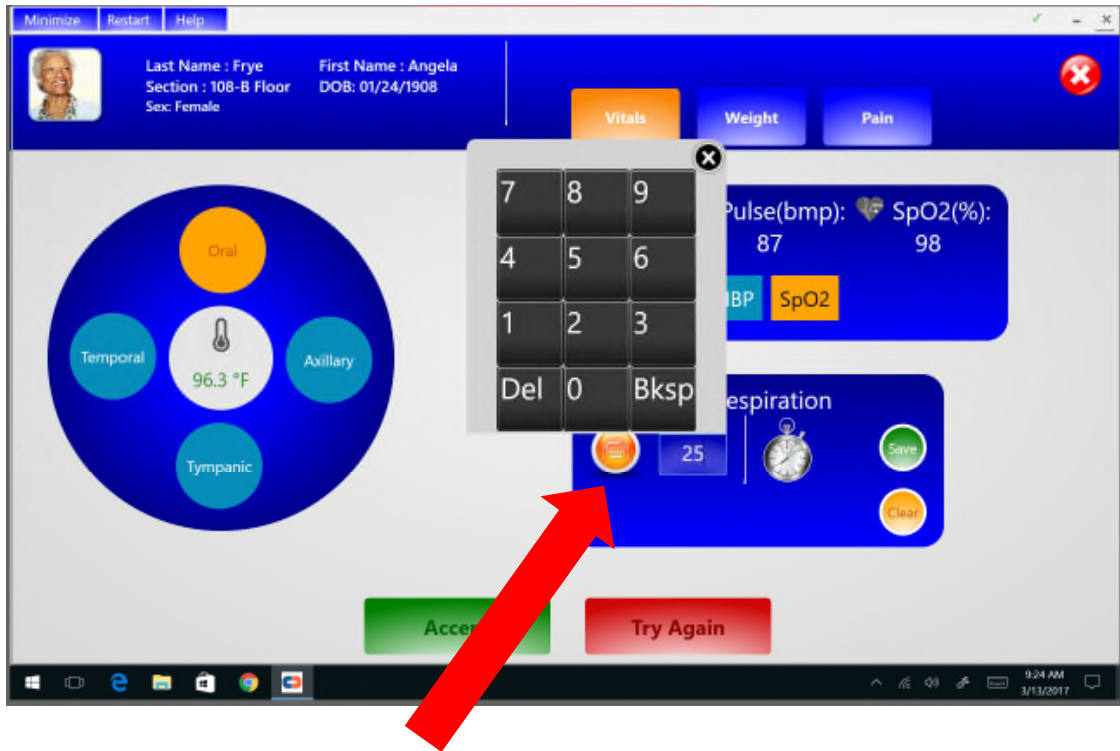 Minimize Restart Help
Last Name : Frye First Name : Angela
Section : 108-B Floor DOB: 01/24/1908
Sex: Female
Vitals Weight Pain
7 8 9
4 5 6
1 2 3
Del 0 Bksp
Oral
Temporal
96.3 °F
Axillary
Tympanic
Pulse(bmp): SpO2(%):
87 98
BP SpO2
espiration
25
Save
Clear
Acce
Try Again
9:24 AM
3/13/2017